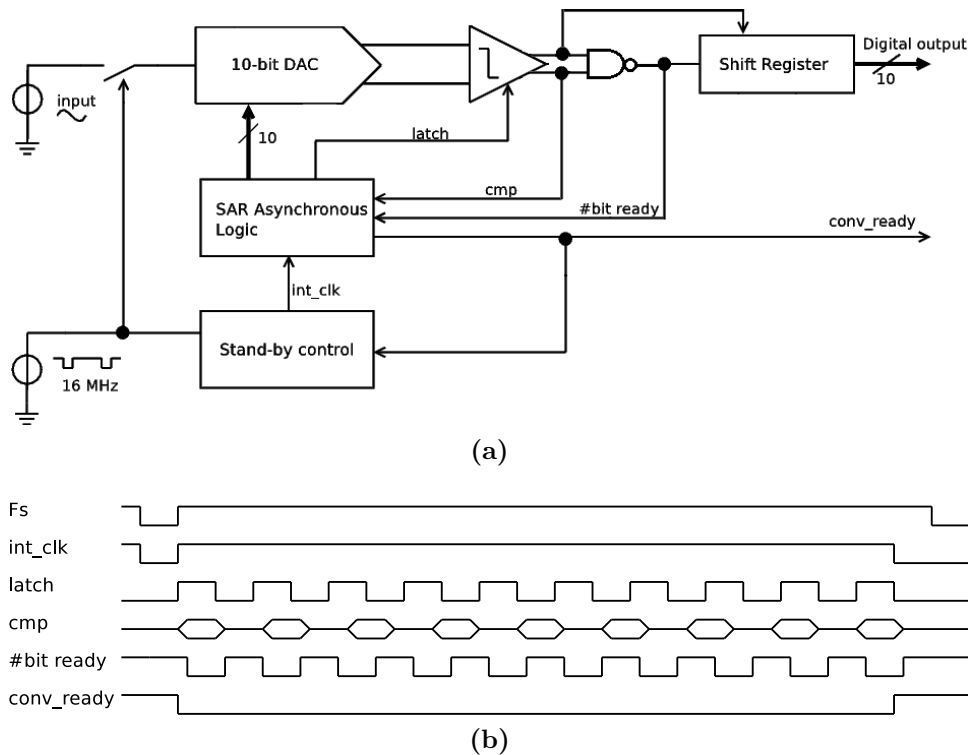 10-bit DAC
Shift Register
Digital output
10
input
10
latch
cmp
SAR Asynchronous
Logic
#bit ready
conv_ready
int_clk
Stand-by control
16 MHz
(a)
Fs
int_clk
latch
cmp
#bit ready
conv_ready
(b)